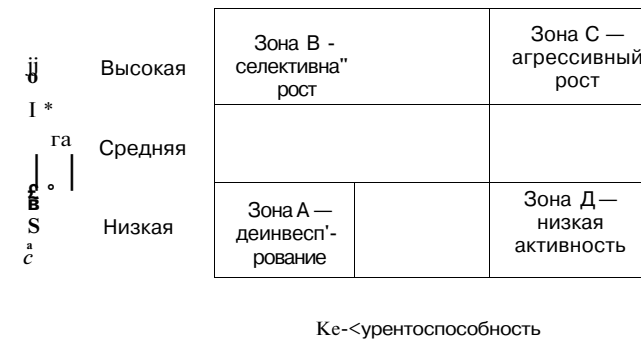 Зона В -
селективна"
рост
Зона С —
агрессивный
рост
Высокая
Средняя
Зона А —
деинвесп'-
рование
Зона Д —
низкая
активность
Низкая
Ke-<урентоспособность